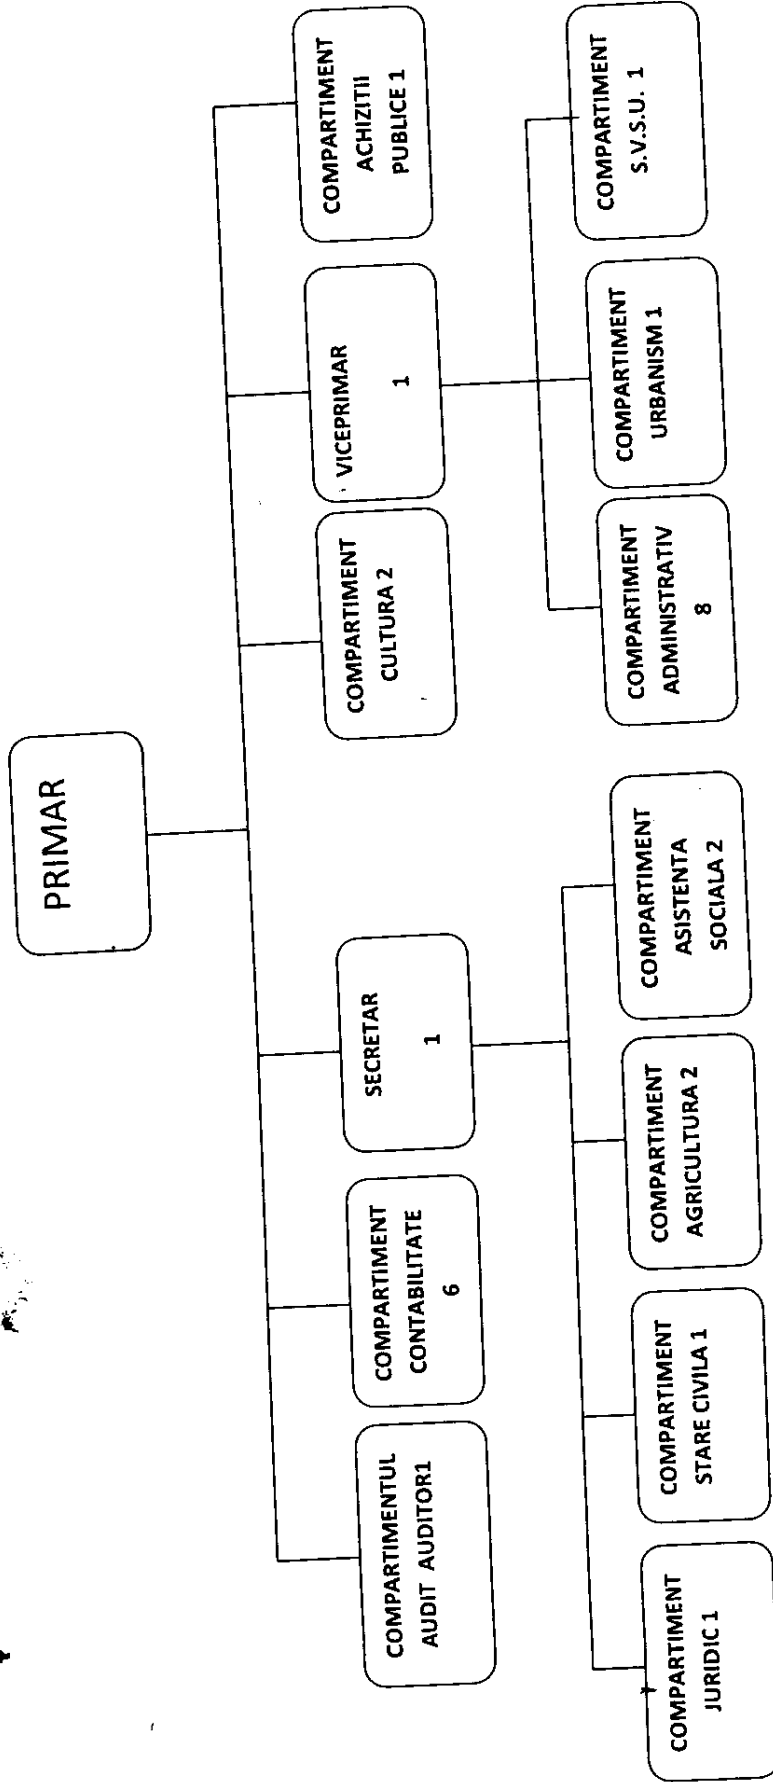 PRIMAR
COMPARTIMENTUL
AUDIT AUDITOR1
COMPARTIMENT
CONTABILITATE
6
SECRETAR
1
COMPARTIMENT
CULTURA 2
VICEPRIMAR
1
COMPARTIMENT
ACHIZITII
PUBLICE 1
COMPARTIMENT
JURIDIC 1
COMPARTIMENT
STARE CIVILA 1
COMPARTIMENT
AGRICULTURA 2
COMPARTIMENT
ASISTENTA
SOCIALA 2
COMPARTIMENT
ADMINISTRATIV
8
COMPARTIMENT
URBANISM 1
COMPARTIMENT
S.V.S.U. 1